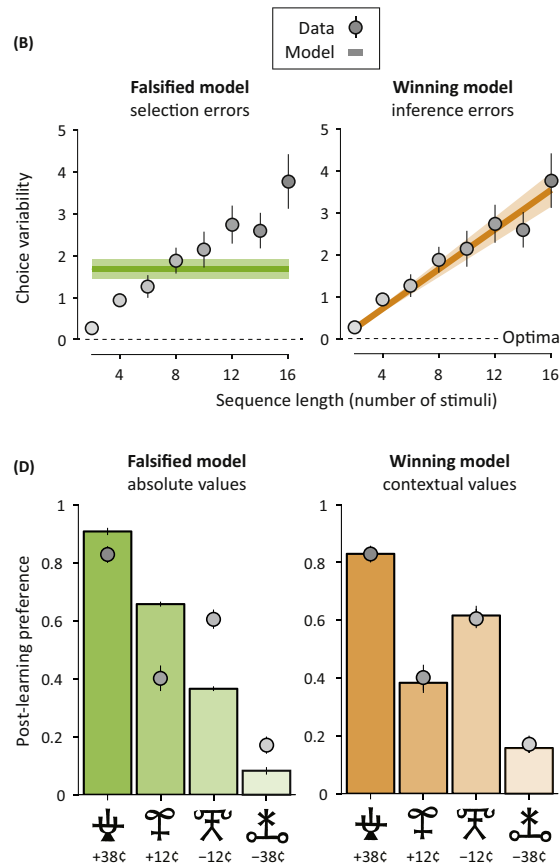 (B)
Data
Model
Falsified model
selection errors
Winning model
inference errors
Choice variability
5
4
3
2
1
0
5
4
3
2
1
0
Optima
4 8 12 16
4 8 12 16
Sequence length (number of stimuli)
(D)
Falsified model
absolute values
Winning model
contextual values
Post-learning preference
1
0.8
0.6
0.4
0.2
0
1
0.8
0.6
0.4
0.2
0
+38¢ +12¢ −12¢ −38¢
+38¢ +12¢ −12¢ −38¢